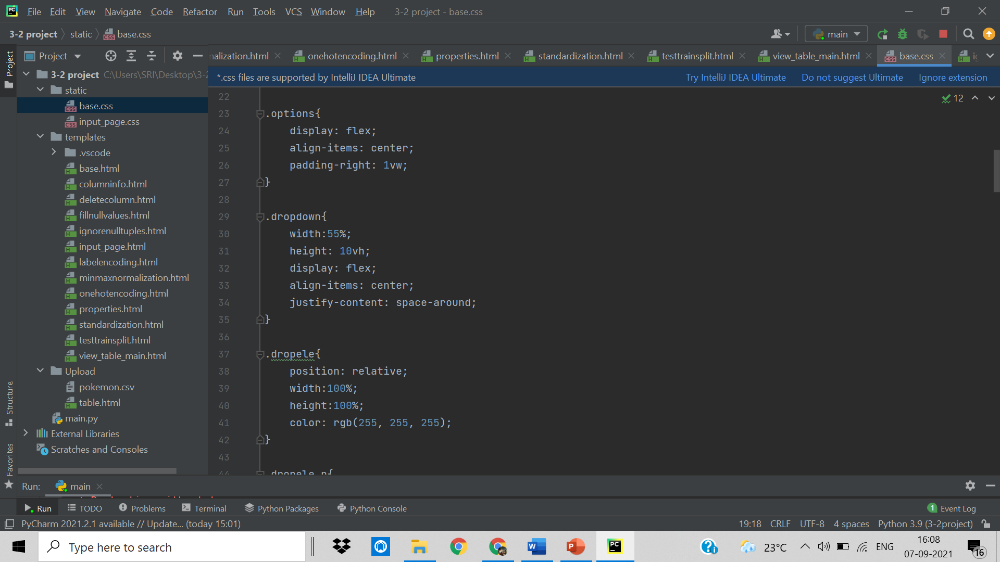 File Edit View Navigate Code Refactor Run Tools VCS Window Help 3-2 project - base.css
3-2 project static base.css main
Project nalization.html onehotencoding.html properties.html standardization.html testtrainsplit.html view_table_main.html base.css
*.css files are supported by IntelliJ IDEA Ultimate Try IntelliJ IDEA Ultimate Do not suggest Ultimate Ignore extension
Project
3-2 project C:\Users\SRI\Desktop\3-2
static
base.css
input_page.css
templates
.vscode
base.html
columninfo.html
deletecolumn.html
fillnullvalues.html
ignorenulltuples.html
input_page.html
labelencoding.html
minmaxnormalization.html
onehotencoding.html
properties.html
standardization.html
testtrainsplit.html
view_table_main.html
Upload
pokemon.csv
table.html
main.py
External Libraries
Scratches and Consoles
Structure
Favorites
12
22
23 .options{
24 display: flex;
25 align-items: center;
26 padding-right: 1vw;
27 }
28
29 .dropdown{
30 width:55%;
31 height: 10vh;
32 display: flex;
33 align-items: center;
34 justify-content: space-around;
35 }
36
37 .dropele{
38 position: relative;
39 width:100%;
40 height:100%;
41 color: rgb(255, 255, 255);
42 }
43
44 .dropele p{
Run: main
Run TODO Problems Terminal Python Packages Python Console 1 Event Log
PyCharm 2021.2.1 available // Update... (today 15:01) 19:18 CRLF UTF-8 4 spaces Python 3.9 (3-2project)
Type here to search 23°C ENG 16:08
07-09-2021 16